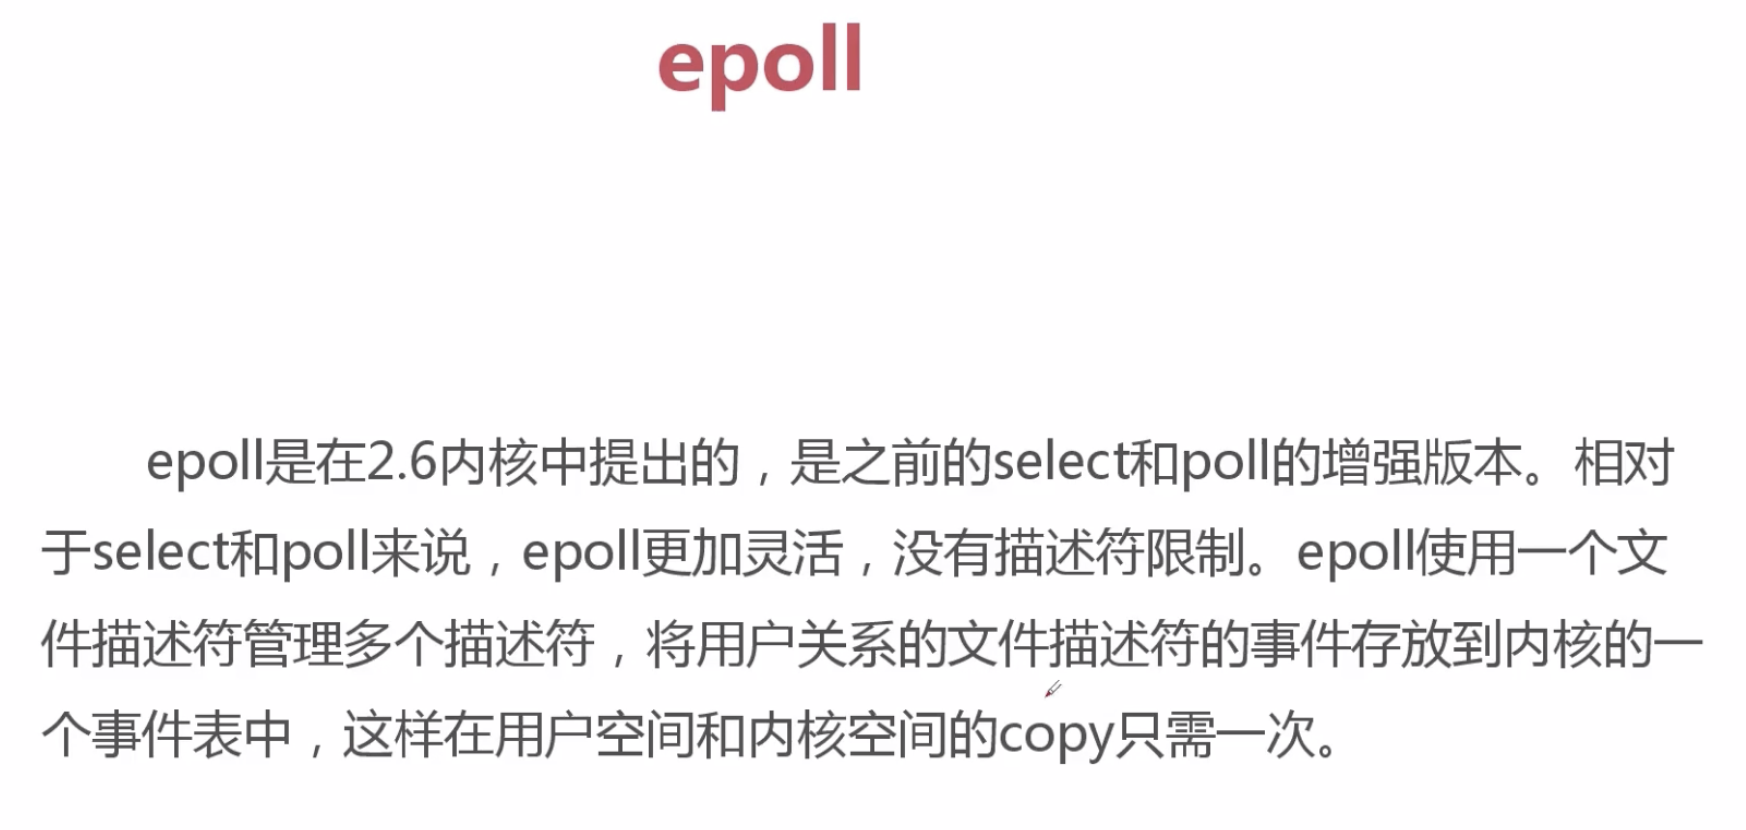 epoll
epoll是在2.6内核中提出的，是之前的select和poll的增强版本。相对
于select和poll来说，epoll更加灵活，没有描述符限制。epoll使用一个文
件描述符管理多个描述符，将用户关系的文件描述符的事件存放到内核的一
个事件表中，这样在用户空间和内核空间的copy只需一次。